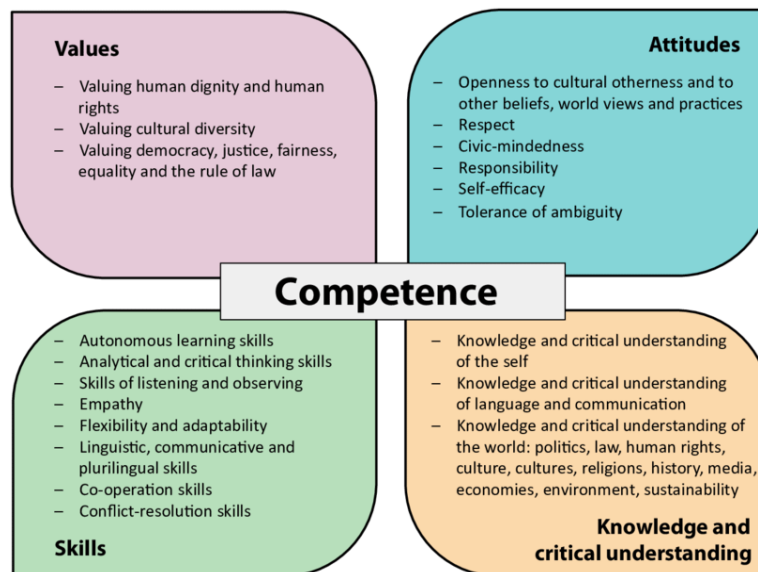 Values
– Valuing human dignity and human
rights
– Valuing cultural diversity
– Valuing democracy, justice, fairness,
equality and the rule of law
Attitudes
– Openness to cultural otherness and to
other beliefs, world views and practices
– Respect
– Civic-mindedness
– Responsibility
– Self-efficacy
– Tolerance of ambiguity
Competence
– Autonomous learning skills
– Analytical and critical thinking skills
– Skills of listening and observing
– Empathy
– Flexibility and adaptability
– Linguistic, communicative and
plurilingual skills
– Co-operation skills
– Conflict-resolution skills
Skills
– Knowledge and critical understanding
of the self
– Knowledge and critical understanding
of language and communication
– Knowledge and critical understanding of
the world: politics, law, human rights,
culture, cultures, religions, history, media,
economies, environment, sustainability
Knowledge and
critical understanding